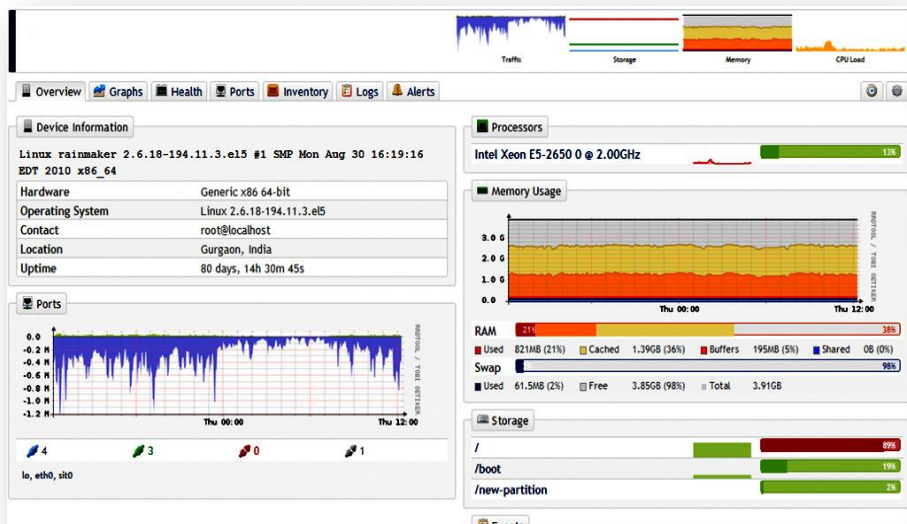 Traffic Storage Memory CPU Load
Overview Graphs Health Ports Inventory Logs Alerts
Device Information
Linux rainmaker 2.6.18-194.11.3.el5 #1 SMP Mon Aug 30 16:19:16
EDT 2010 x86_64
Hardware Generic x86 64-bit
Operating System Linux 2.6.18-194.11.3.el5
Contact root@localhost
Location Gurgaon, India
Uptime 80 days, 14h 30m 45s
Ports
0.0
-0.2 M
-0.4 M
-0.6 M
-0.8 M
-1.0 M
-1.2 M
Thu 00:00 Thu 12:00
RRDTOOL / TOBI OETIKER
4 3 0 1
lo, eth0, sit0
Processors
Intel Xeon E5-2650 0 @ 2.00GHz 13%
Memory Usage
3.0 G
2.0 G
1.0 G
0.0
Thu 00:00 Thu 12:00
RRDTOOL / TOBI OETIKER
RAM 21% 38%
Used 821MB (21%) Cached 1.39GB (36%) Buffers 195MB (5%) Shared 0B (0%)
Swap 98%
Used 61.5MB (2%) Free 3.85GB (98%) Total 3.91GB
Storage
/ 89%
/boot 19%
/new-partition 2%